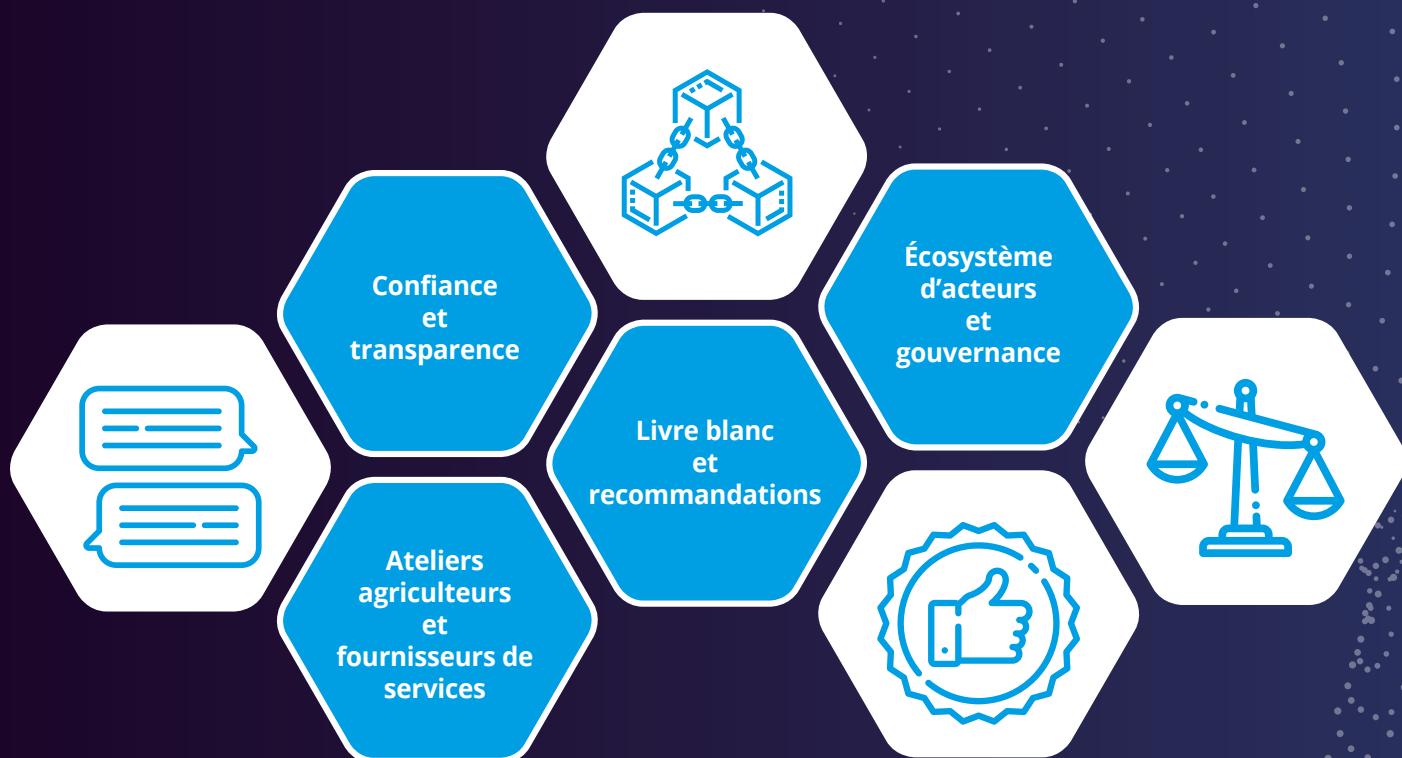 Confiance
et
transparence
Écosystème
d’acteurs
et
gouvernance
Livre blanc
et
recommandations
Ateliers
agriculteurs
et
fournisseurs de
services